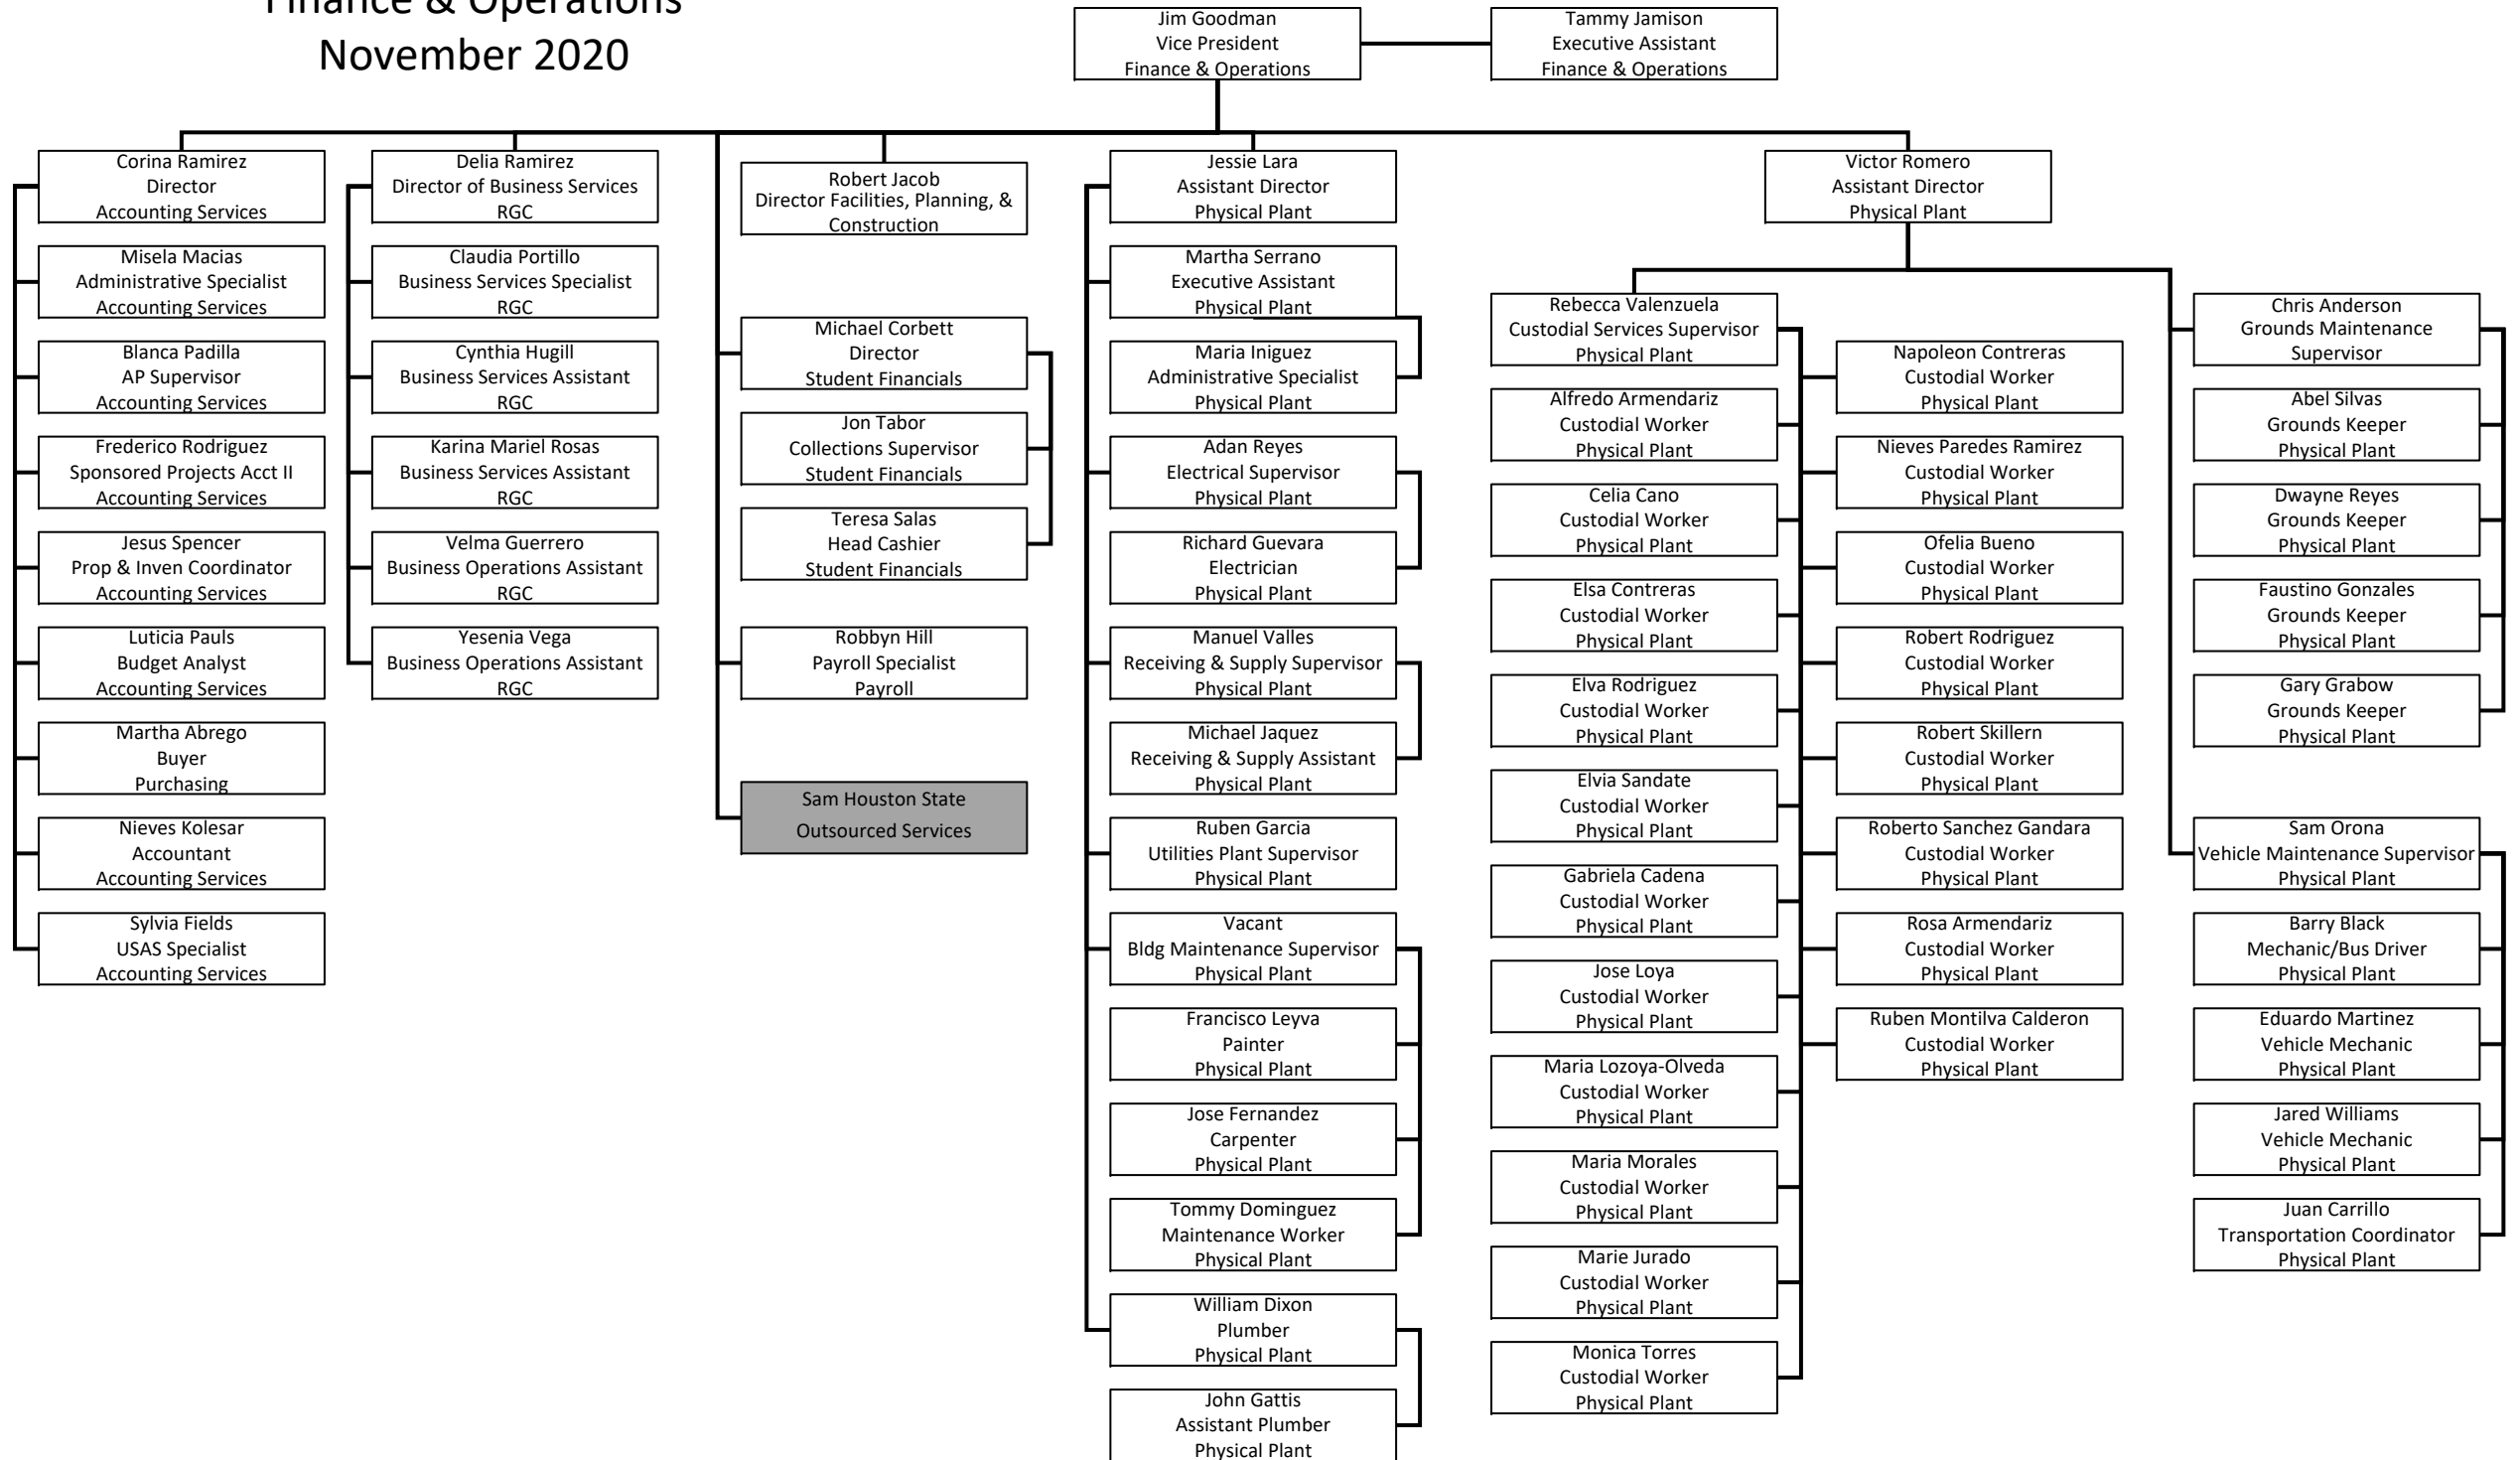 Finance & Operations
November 2020
Jim Goodman
Vice President
Finance & Operations
Tammy Jamison
Executive Assistant
Finance & Operations
Corina Ramirez
Director
Accounting Services
Misela Macias
Administrative Specialist
Accounting Services
Blanca Padilla
AP Supervisor
Accounting Services
Frederico Rodriguez
Sponsored Projects Acct II
Accounting Services
Jesus Spencer
Prop & Inven Coordinator
Accounting Services
Luticia Pauls
Budget Analyst
Accounting Services
Martha Abrego
Buyer
Purchasing
Nieves Kolesar
Accountant
Accounting Services
Sylvia Fields
USAS Specialist
Accounting Services
Delia Ramirez
Director of Business Services
RGC
Claudia Portillo
Business Services Specialist
RGC
Cynthia Hugill
Business Services Assistant
RGC
Karina Mariel Rosas
Business Services Assistant
RGC
Velma Guerrero
Business Operations Assistant
RGC
Yesenia Vega
Business Operations Assistant
RGC
Robert Jacob
Director Facilities, Planning, &
Construction
Michael Corbett
Director
Student Financials
Jon Tabor
Collections Supervisor
Student Financials
Teresa Salas
Head Cashier
Student Financials
Robbyn Hill
Payroll Specialist
Payroll
Sam Houston State
Outsourced Services
Jessie Lara
Assistant Director
Physical Plant
Martha Serrano
Executive Assistant
Physical Plant
Maria Iniguez
Administrative Specialist
Physical Plant
Adan Reyes
Electrical Supervisor
Physical Plant
Richard Guevara
Electrician
Physical Plant
Manuel Valles
Receiving & Supply Supervisor
Physical Plant
Michael Jaquez
Receiving & Supply Assistant
Physical Plant
Ruben Garcia
Utilities Plant Supervisor
Physical Plant
Vacant
Bldg Maintenance Supervisor
Physical Plant
Francisco Leyva
Painter
Physical Plant
Jose Fernandez
Carpenter
Physical Plant
Tommy Dominguez
Maintenance Worker
Physical Plant
William Dixon
Plumber
Physical Plant
John Gattis
Assistant Plumber
Physical Plant
Victor Romero
Assistant Director
Physical Plant
Rebecca Valenzuela
Custodial Services Supervisor
Physical Plant
Alfredo Armendariz
Custodial Worker
Physical Plant
Celia Cano
Custodial Worker
Physical Plant
Elsa Contreras
Custodial Worker
Physical Plant
Elva Rodriguez
Custodial Worker
Physical Plant
Elvia Sandate
Custodial Worker
Physical Plant
Gabriela Cadena
Custodial Worker
Physical Plant
Jose Loya
Custodial Worker
Physical Plant
Maria Lozoya-Olveda
Custodial Worker
Physical Plant
Maria Morales
Custodial Worker
Physical Plant
Marie Jurado
Custodial Worker
Physical Plant
Monica Torres
Custodial Worker
Physical Plant
Napoleon Contreras
Custodial Worker
Physical Plant
Nieves Paredes Ramirez
Custodial Worker
Physical Plant
Ofelia Bueno
Custodial Worker
Physical Plant
Robert Rodriguez
Custodial Worker
Physical Plant
Robert Skillern
Custodial Worker
Physical Plant
Roberto Sanchez Gandara
Custodial Worker
Physical Plant
Rosa Armendariz
Custodial Worker
Physical Plant
Ruben Montilva Calderon
Custodial Worker
Physical Plant
Chris Anderson
Grounds Maintenance
Supervisor
Abel Silvas
Grounds Keeper
Physical Plant
Dwayne Reyes
Grounds Keeper
Physical Plant
Faustino Gonzales
Grounds Keeper
Physical Plant
Gary Grabow
Grounds Keeper
Physical Plant
Sam Orona
Vehicle Maintenance Supervisor
Physical Plant
Barry Black
Mechanic/Bus Driver
Physical Plant
Eduardo Martinez
Vehicle Mechanic
Physical Plant
Jared Williams
Vehicle Mechanic
Physical Plant
Juan Carrillo
Transportation Coordinator
Physical Plant